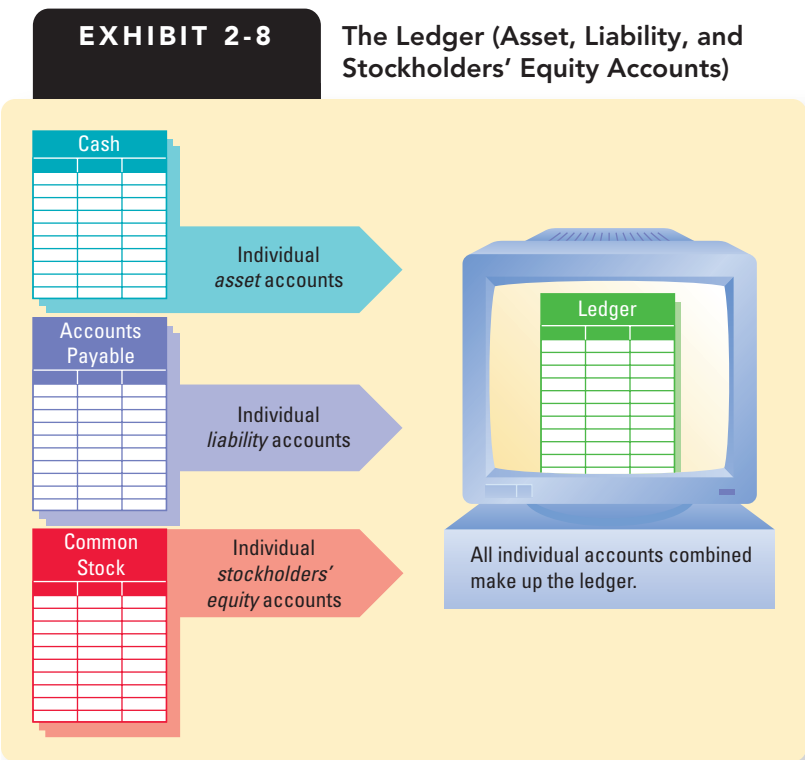 EXHIBIT 2-8
The Ledger (Asset, Liability, and
Stockholders' Equity Accounts)
Cash
Individual
asset accounts
Accounts
Payable
Individual
liability accounts
Common
Stock
Individual
stockholders'
equity accounts
Ledger
All individual accounts combined
make up the ledger.